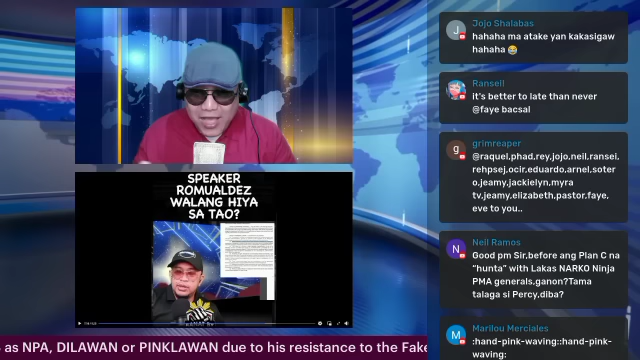 Jojo Shalabas
hahaha ma atake yan kakasigaw
hahaha 😂
Ranseil
it's better to late than never
@faye bacsal
grimreaper
@raquel,phad.rey.jojo.neil.ransei.
rehpsej.ocir.eduardo.arnel.soter
o.jeamy.jackielyn.myra
tv.jeamy.elizabeth.pastor.faye.
eve to you..
Neil Ramos
Good pm Sir,before ang Plan C na
"hunta" with Lakas NARKO Ninja
PMA generals.ganon?Tama
talaga si Percy.diba?
Marilou Merciales
:hand-pink-waving::hand-pink-
waving:
SPEAKER
ROMUALDEZ
WALANG HIYA
SA TAO?
s as NPA, DILAWAN or PINKLAWAN due to his resistance to the Fake